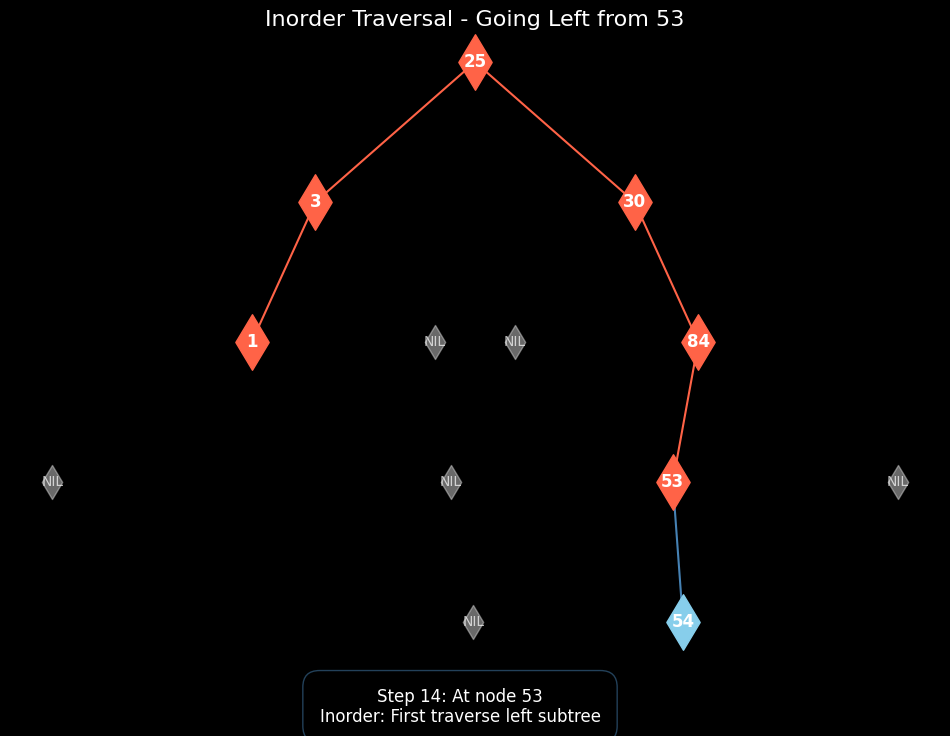 Inorder Traversal - Going Left from 53
25
3
30
1
NIL
NIL
84
NIL
NIL
53
NIL
NIL
54
Step 14: At node 53
Inorder: First traverse left subtree